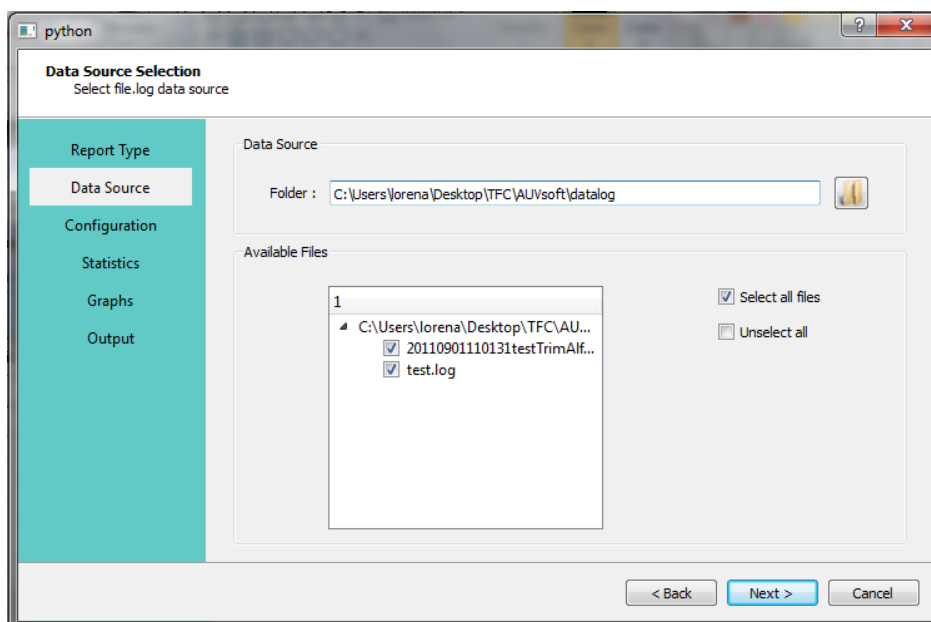 python
?
Data Source Selection
Select file.log data source
Report Type
Data Source
Configuration
Statistics
Graphs
Output
Data Source
Folder : C:\Users\lorena\Desktop\TFC\AUVsoft\datalog
Available Files
1
C:\Users\lorena\Desktop\TFC\AU...
20110901110131testTrimAlf...
test.log
Select all files
Unselect all
< Back Next > Cancel